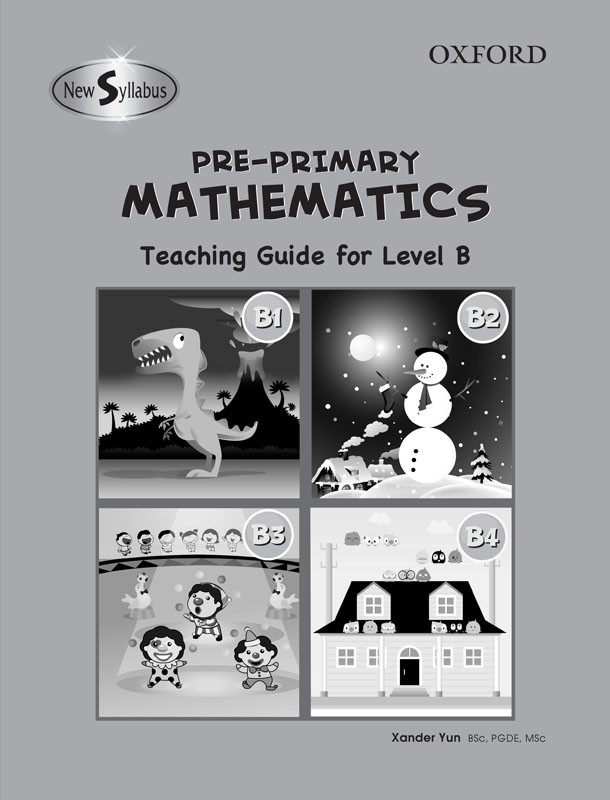 OXFORD
New Syllabus
PRE-PRIMARY
MATHEMATICS
Teaching Guide for Level B
B1
B2
B3
B4
Xander Yun BSc, PGDE, MSc